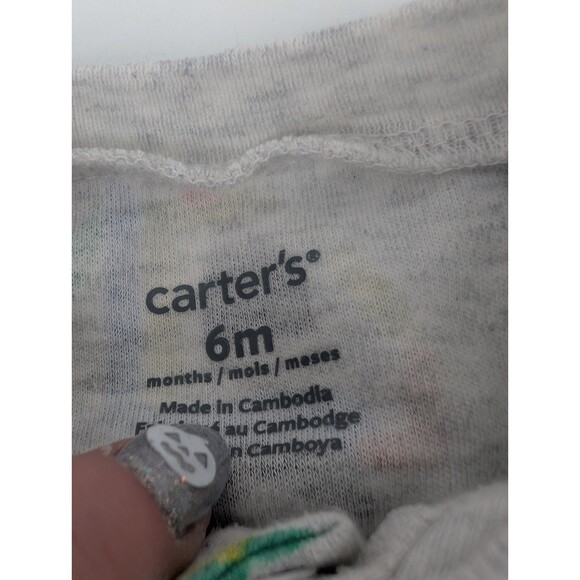 carter's®
6m
months / mois / meses
Made in Cambodia
au Cambodge
Camboya